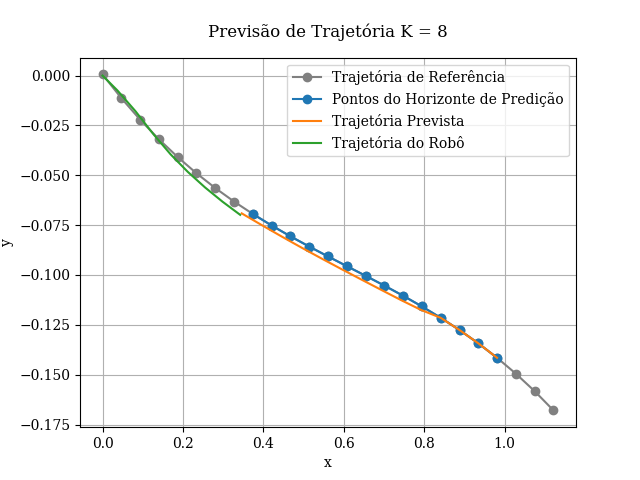 Previsão de Trajetória K = 8
Trajetória de Referência
Pontos do Horizonte de Predição
Trajetória Prevista
Trajetória do Robô
0.000
−0.025
−0.050
−0.075
−0.100
−0.125
−0.150
−0.175
y
0.0 0.2 0.4 0.6 0.8 1.0
x